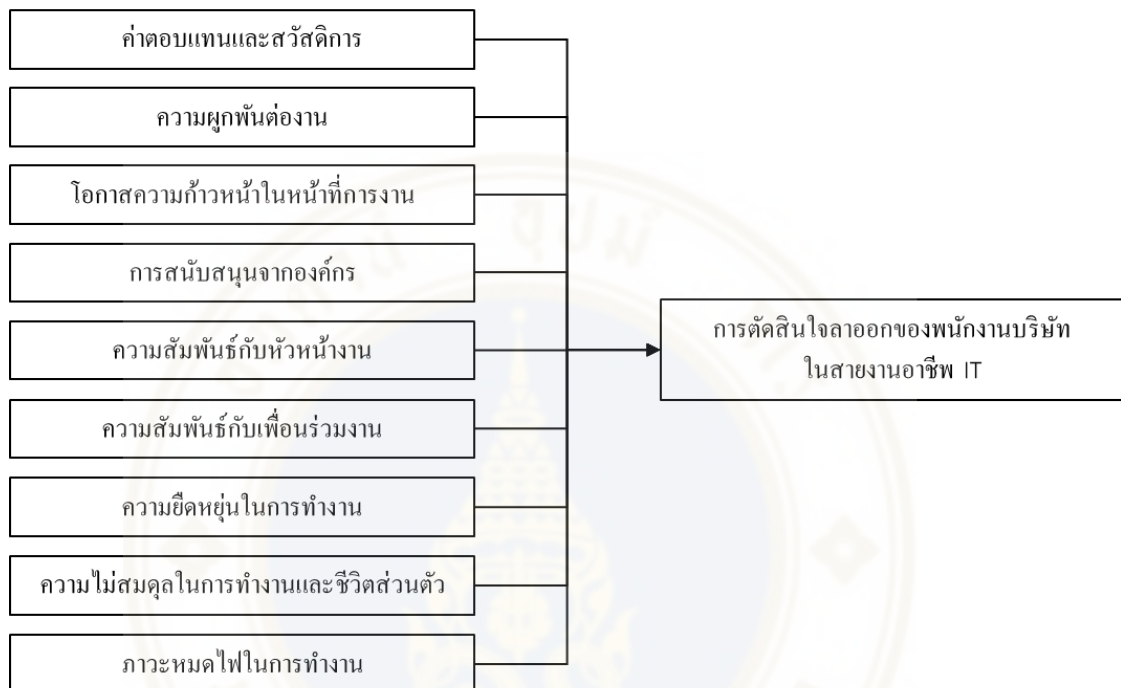 ค่าตอบแทนและสวัสดิการ
ความผูกพันต่องาน
โอกาสความก้าวหน้าในหน้าที่การงาน
การสนับสนุนจากองค์กร
ความสัมพันธ์กับหัวหน้างาน
ความสัมพันธ์กับเพื่อนร่วมงาน
ความยืดหยุ่นในการทำงาน
ความไม่สมดุลในการทำงานและชีวิตส่วนตัว
ภาวะหมดไฟในการทำงาน
การตัดสินใจลาออกของพนักงานบริษัท
ในสายงานอาชีพ IT